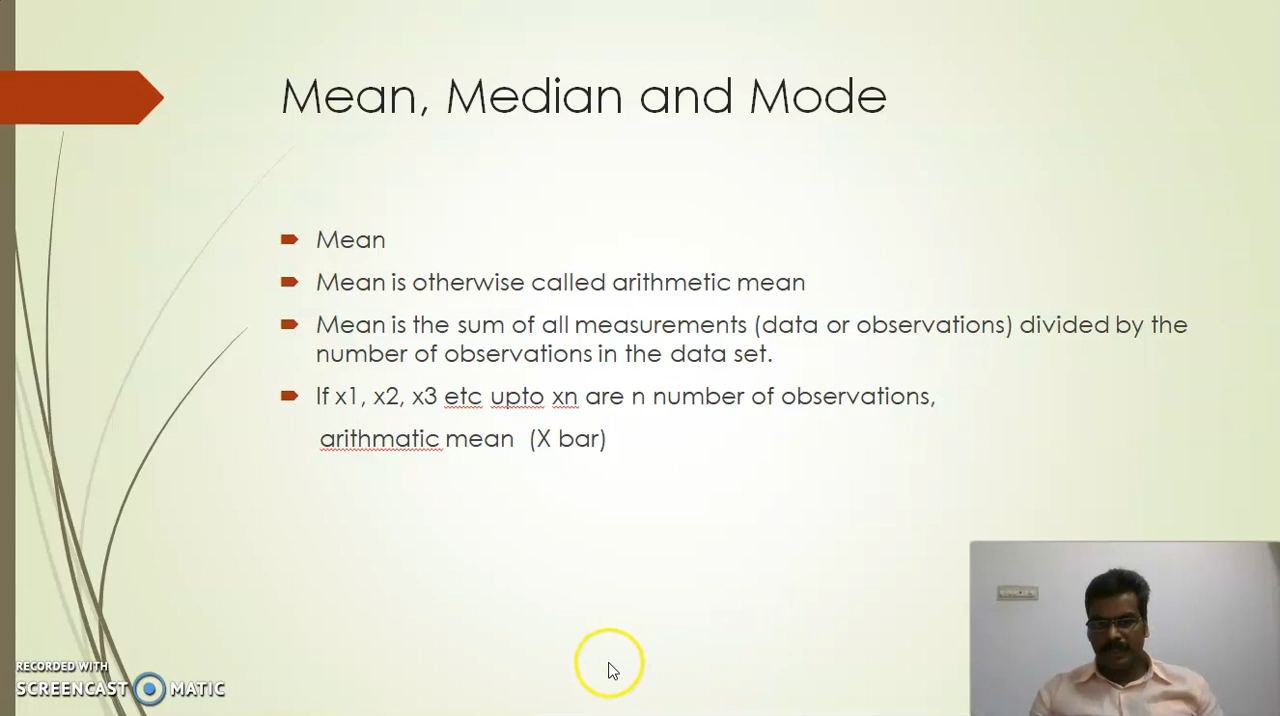 Mean, Median and Mode
Mean
Mean is otherwise called arithmetic mean
Mean is the sum of all measurements (data or observations) divided by the
number of observations in the data set.
If x1, x2, x3 etc upto xn are n number of observations,
arithmatic mean (X bar)
RECORDED WITH
SCREENCAST MATIC